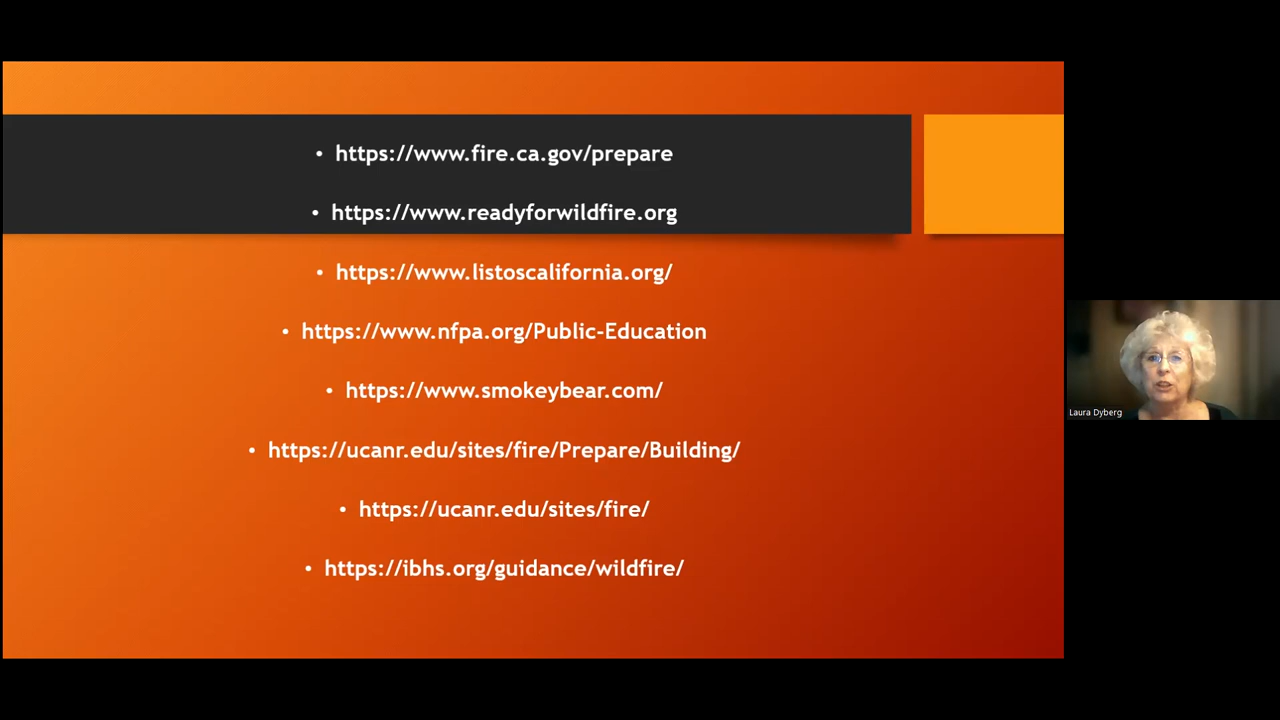 • https://www.fire.ca.gov/prepare
• https://www.readyforwildfire.org
• https://www.listoscalifornia.org/
• https://www.nfpa.org/Public-Education
• https://www.smokeybear.com/
• https://ucanr.edu/sites/fire/Prepare/Building/
• https://ucanr.edu/sites/fire/
• https://ibhs.org/guidance/wildfire/
Laura Dyberg